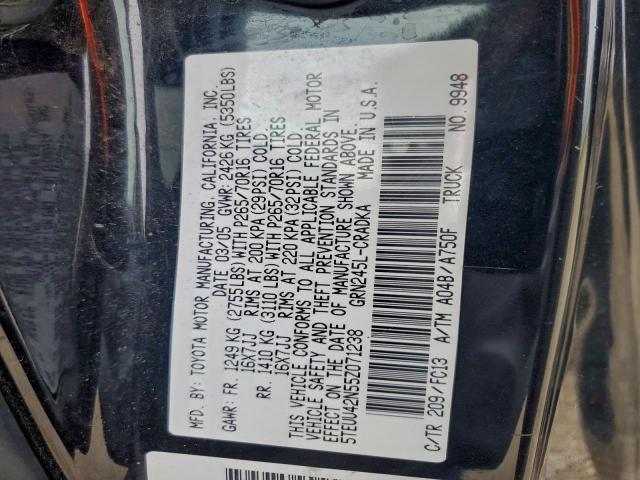 MFD. BY: TOYOTA MOTOR MANUFACTURING, CALIFORNIA, INC.
DATE: 03/05 GVWR: 2426 KG (5350LBS)
GAWR: FR. 1249 KG (2755LBS) WITH P265/70R16 TIRES
16X7JJ RIMS AT 200 KPA (29PSI) COLD.
RR. 1410 KG (3110 LBS) WITH P265/70R16 TIRES
16X7JJ RIMS AT 220 KPA (32PSI) COLD.
THIS VEHICLE CONFORMS TO ALL APPLICABLE FEDERAL MOTOR
VEHICLE SAFETY AND THEFT PREVENTION STANDARDS IN
EFFECT ON THE DATE OF MANUFACTURE SHOWN ABOVE.
5TEUU42N55Z071238 GRN245L-CRADKA MADE IN U.S.A.
C/TR 209/FC13 A/TM A04B/A750F TRUCK NO. 9948